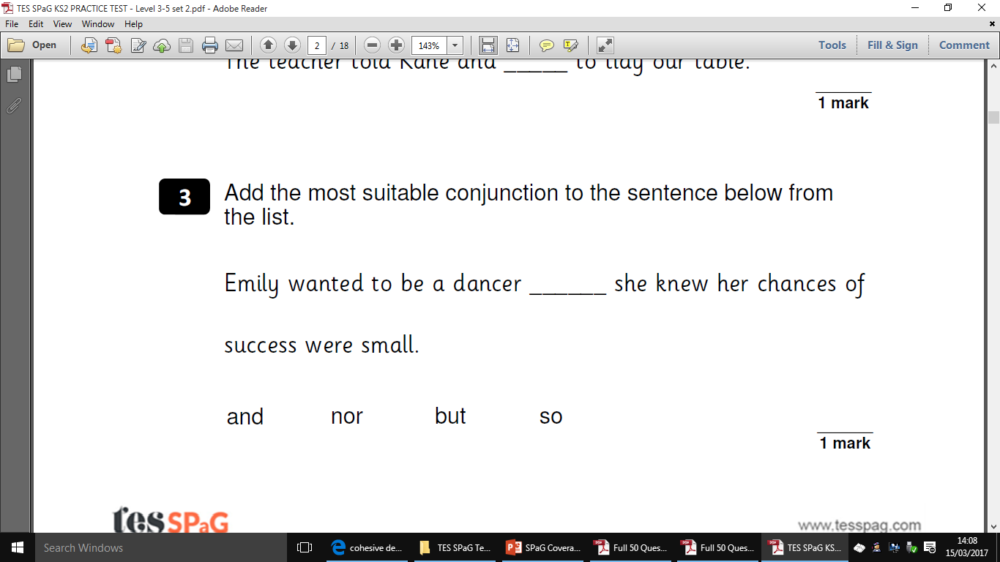 TES SPaG KS2 PRACTICE TEST - Level 3-5 set 2.pdf - Adobe Reader
File Edit View Window Help
Open 2 / 18 143% Tools Fill & Sign Comment
The teacher told Kane and _____ to tiay our table.
1 mark
3 Add the most suitable conjunction to the sentence below from
the list.
Emily wanted to be a dancer ______ she knew her chances of
success were small.
and nor but so
1 mark
tes SPaG
www.tesspag.com
Search Windows cohesive de... TES SPaG Te... SPaG Covera... Full 50 Ques... Full 50 Ques... TES SPaG KS... 14:08
15/03/2017